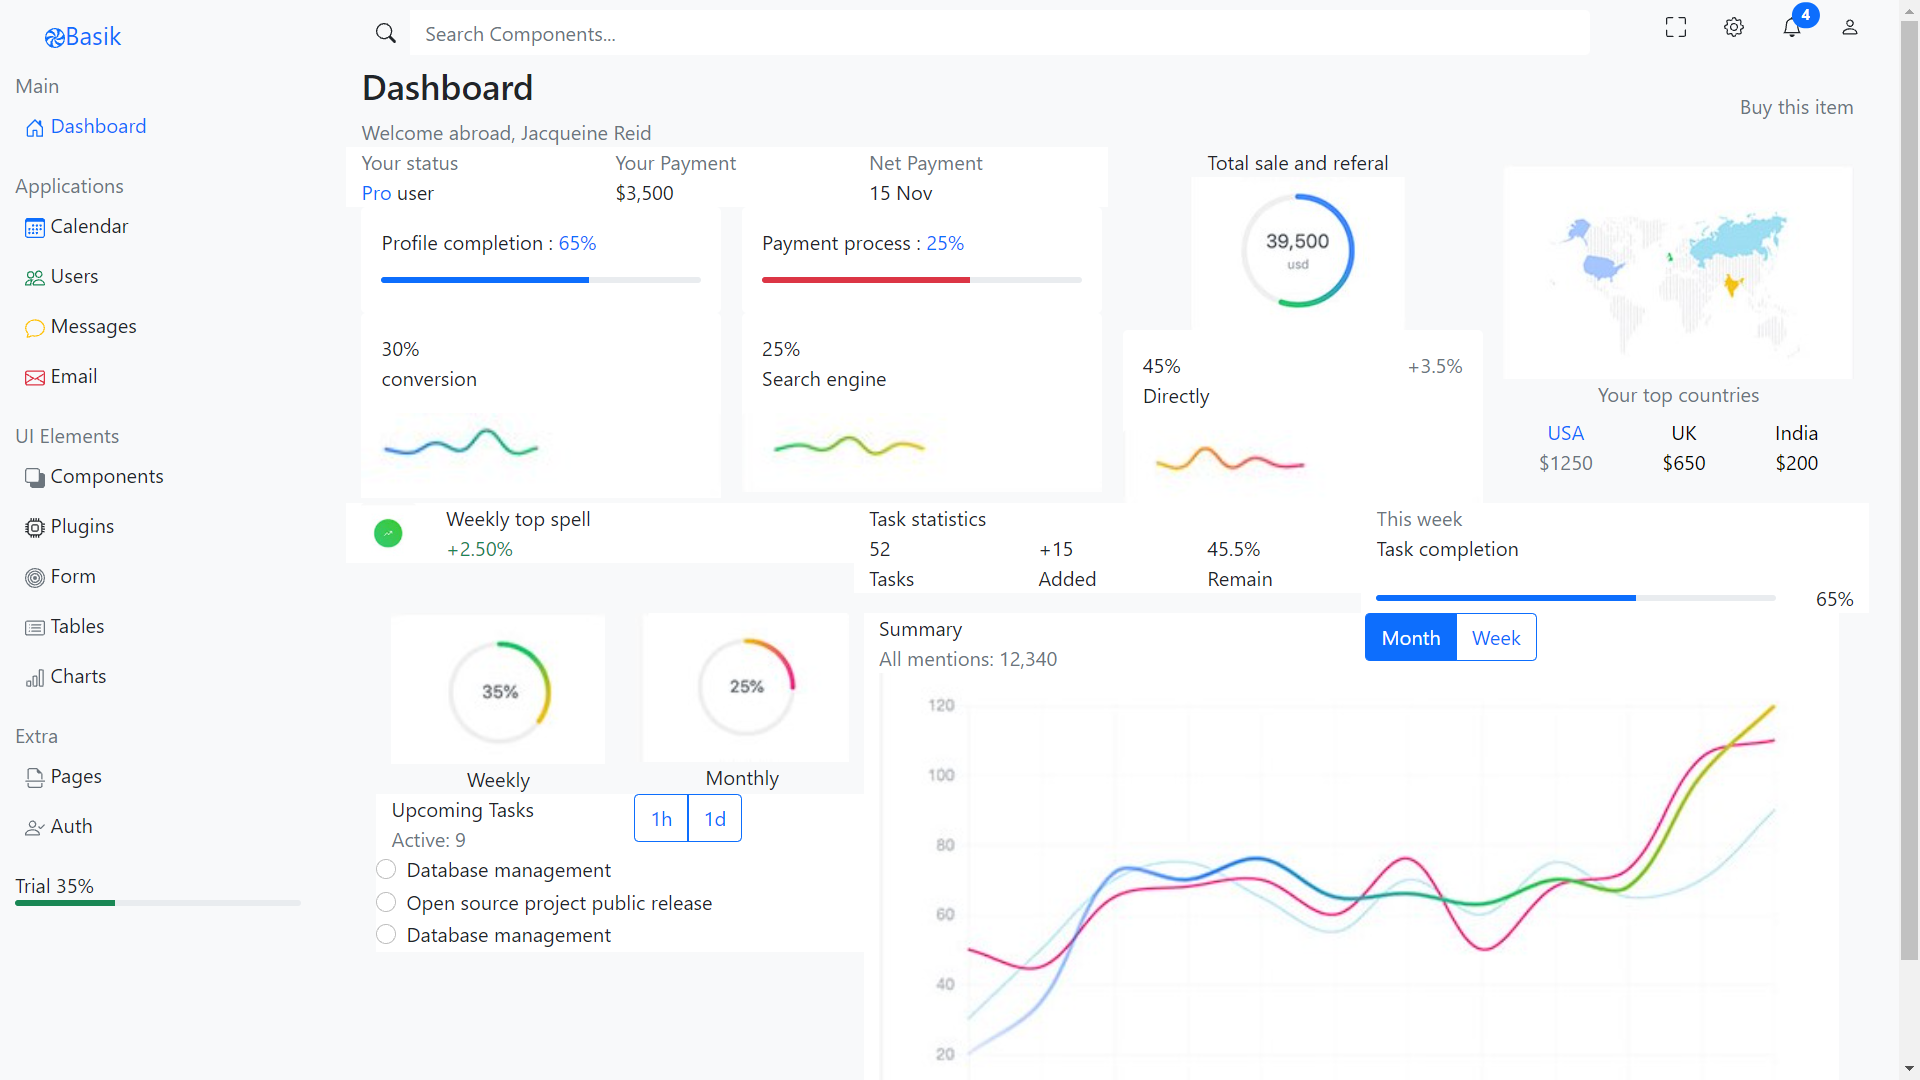 Basik
Main
Dashboard
Applications
Calendar
Users
Messages
Email
UI Elements
Components
Plugins
Form
Tables
Charts
Extra
Pages
Auth
Trial 35%
Search Components...
4
Dashboard
Welcome abroad, Jacqueine Reid
Buy this item
Your status
Pro user
Your Payment
$3,500
Net Payment
15 Nov
Profile completion : 65%
Payment process : 25%
30%
conversion
25%
Search engine
Total sale and referal
39,500
usd
45%
Directly
+3.5%
Your top countries
USA
$1250
UK
$650
India
$200
Weekly top spell
+2.50%
Task statistics
52
Tasks
+15
Added
45.5%
Remain
This week
Task completion
65%
35%
Weekly
25%
Monthly
Upcoming Tasks
Active: 9
1h
1d
Database management
Open source project public release
Database management
Summary
All mentions: 12,340
Month
Week
120
100
80
60
40
20